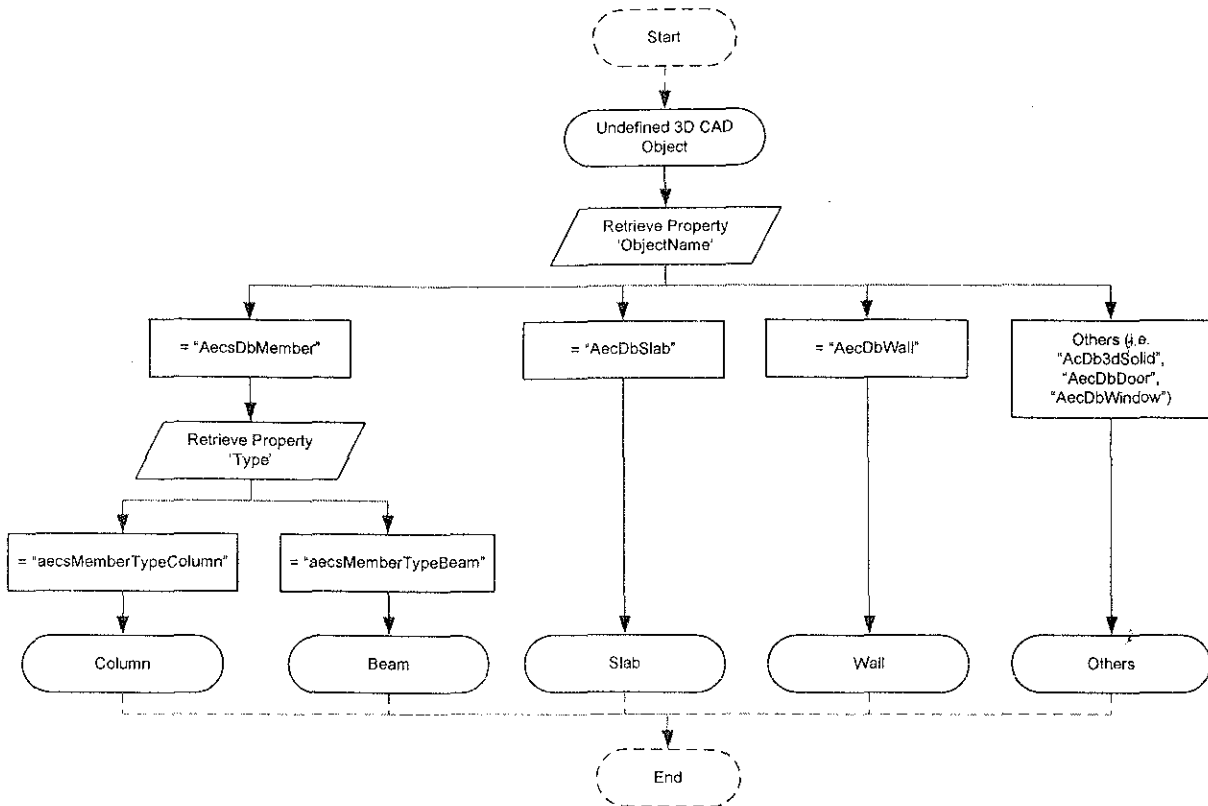 Start
Undefined 3D CAD
Object
Retrieve Property
'ObjectName'
= "AecsDbMember"
= "AecDbSlab"
= "AecDbWall"
Others (i.e.
"AcDb3dSolid",
"AecDbDoor",
"AecDbWindow")
Retrieve Property
'Type'
= "aecsMemberTypeColumn"
= "aecsMemberTypeBeam"
Column
Beam
Slab
Wall
Others
End